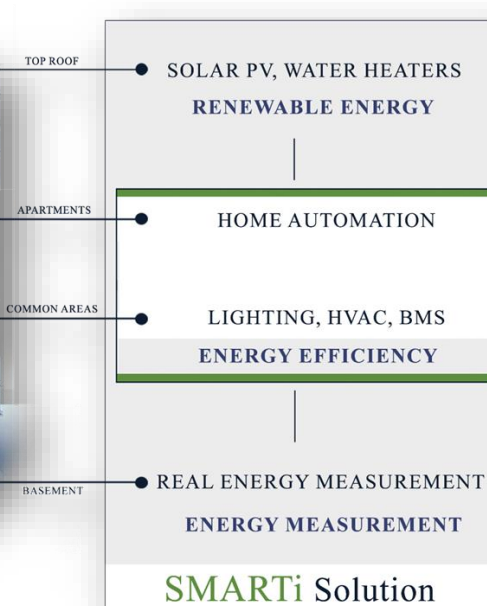 TOP ROOF
SOLAR PV, WATER HEATERS
RENEWABLE ENERGY
APARTMENTS
HOME AUTOMATION
COMMON AREAS
LIGHTING, HVAC, BMS
ENERGY EFFICIENCY
BASEMENT
REAL ENERGY MEASUREMENT
ENERGY MEASUREMENT
SMARTi Solution